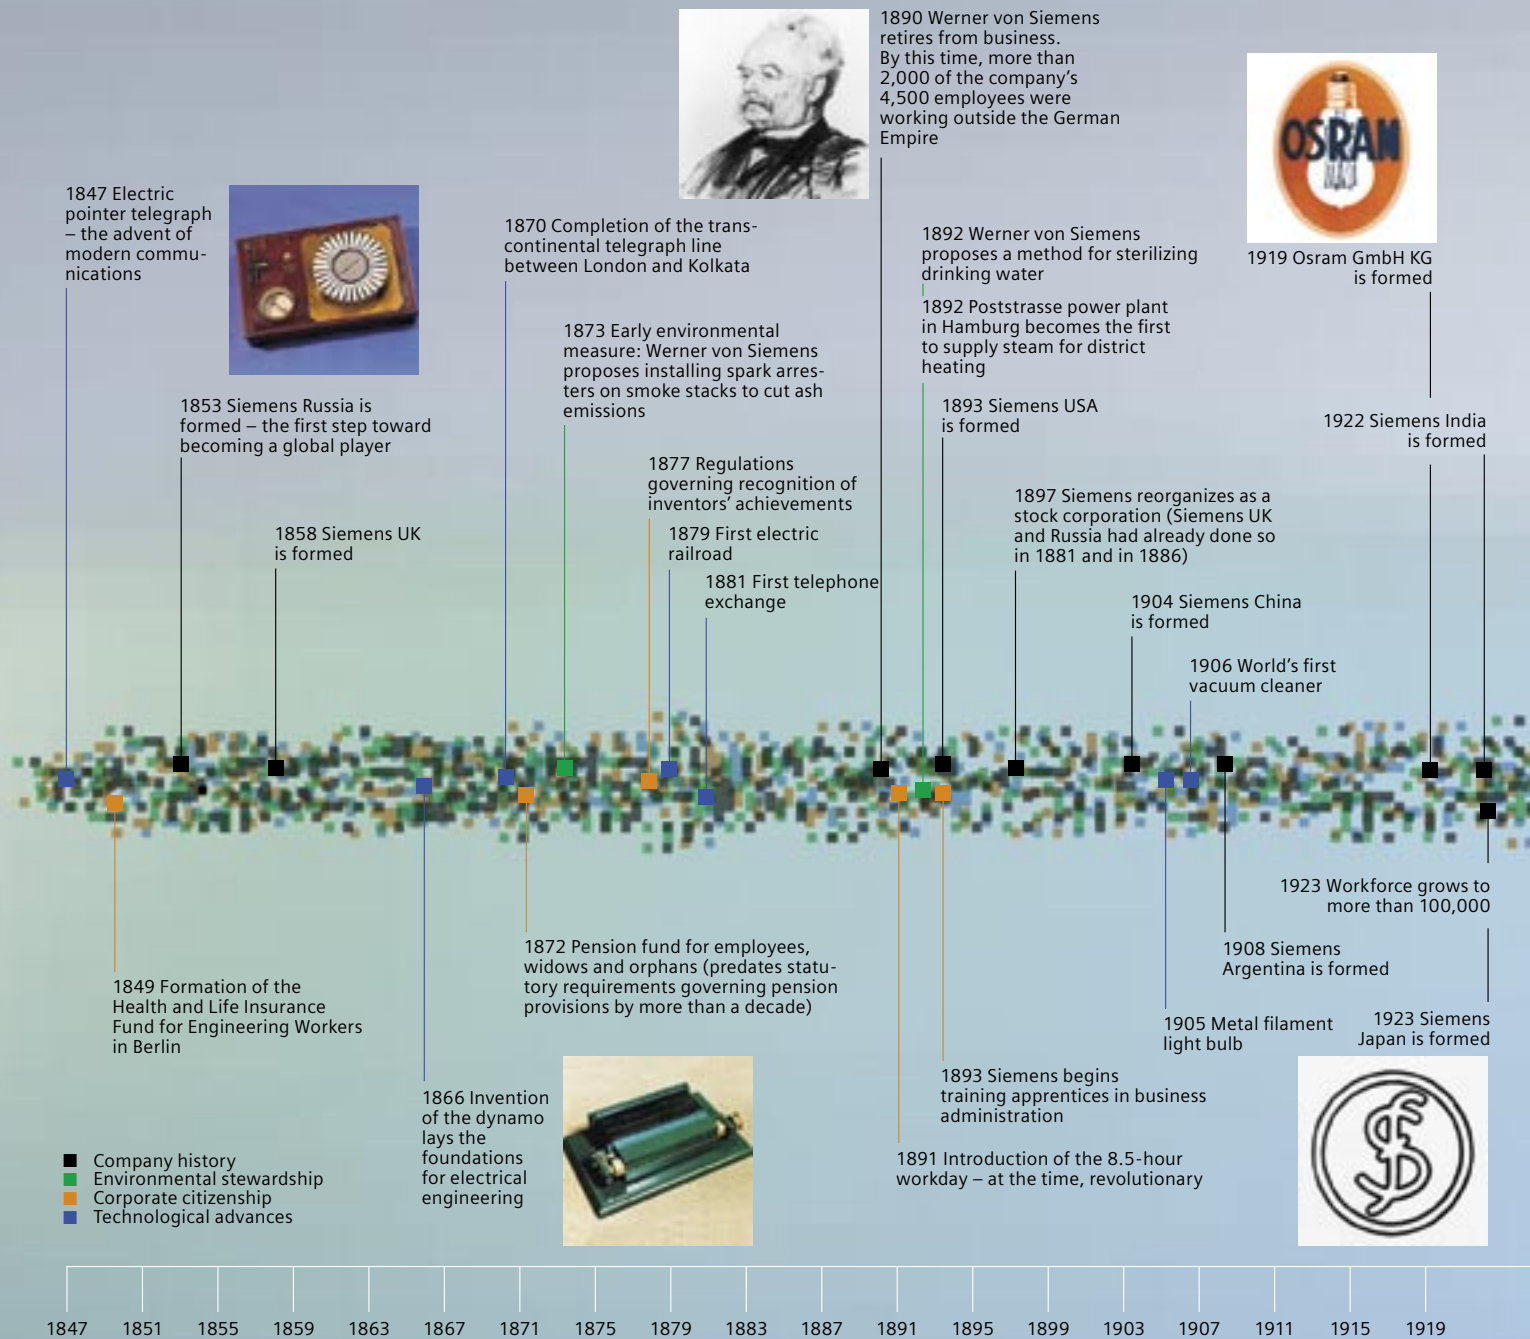 1890 Werner von Siemens
retires from business.
By this time, more than
2,000 of the company's
4,500 employees were
working outside the German
Empire
OSRAM
1847 Electric
pointer telegraph
– the advent of
modern commu-
nications
1870 Completion of the trans-
continental telegraph line
between London and Kolkata
1892 Werner von Siemens
proposes a method for sterilizing
drinking water
1919 Osram GmbH KG
is formed
1892 Poststrasse power plant
in Hamburg becomes the first
to supply steam for district
heating
1873 Early environmental
measure: Werner von Siemens
proposes installing spark arres-
ters on smoke stacks to cut ash
emissions
1853 Siemens Russia is
formed – the first step toward
becoming a global player
1893 Siemens USA
is formed
1922 Siemens India
is formed
1877 Regulations
governing recognition of
inventors' achievements
1897 Siemens reorganizes as a
stock corporation (Siemens UK
and Russia had already done so
in 1881 and in 1886)
1858 Siemens UK
is formed
1879 First electric
railroad
1881 First telephone
exchange
1904 Siemens China
is formed
1906 World's first
vacuum cleaner
1923 Workforce grows to
more than 100,000
1872 Pension fund for employees,
widows and orphans (predates statu-
tory requirements governing pension
provisions by more than a decade)
1908 Siemens
Argentina is formed
1849 Formation of the
Health and Life Insurance
Fund for Engineering Workers
in Berlin
1905 Metal filament
light bulb
1923 Siemens
Japan is formed
1893 Siemens begins
training apprentices in business
administration
1866 Invention
of the dynamo
lays the
foundations
for electrical
engineering
1891 Introduction of the 8.5-hour
workday – at the time, revolutionary
Company history
Environmental stewardship
Corporate citizenship
Technological advances
1847 1851 1855 1859 1863 1867 1871 1875 1879 1883 1887 1891 1895 1899 1903 1907 1911 1915 1919